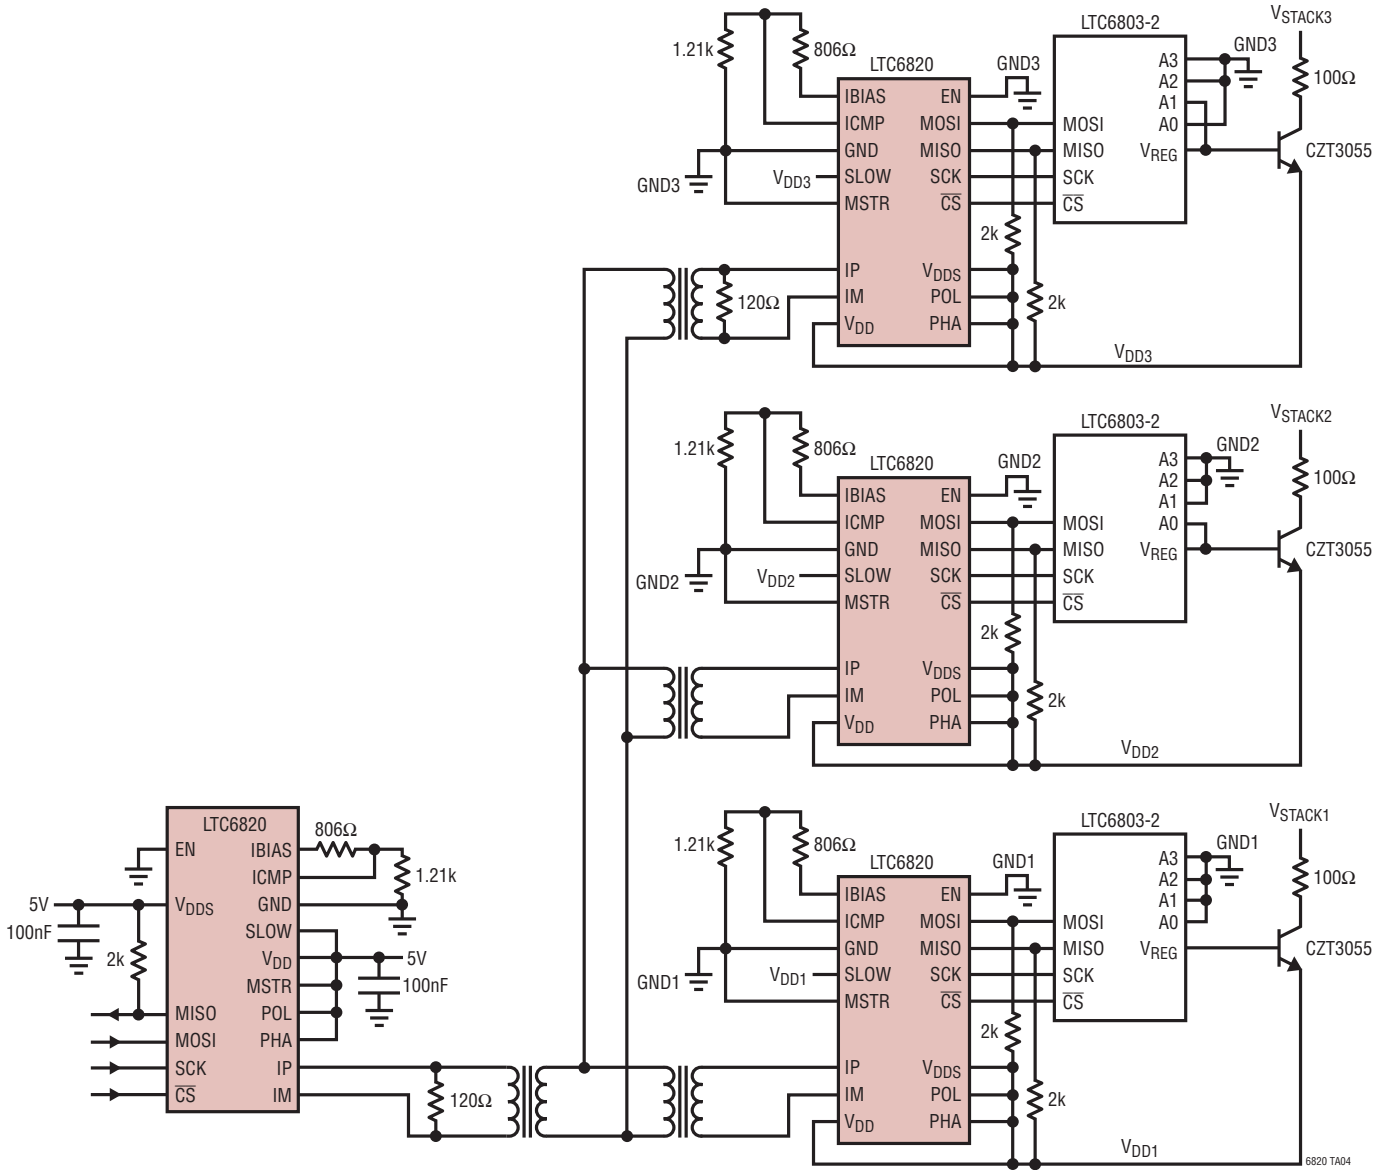 VSTACK3
LTC6803-2
1.21k
806Ω
GND3
100Ω
LTC6820
GND3
A3
A2
A1
A0
IBIAS
EN
ICMP
MOSI
MOSI
GND
MISO
MISO
VREG
CZT3055
GND3
VDD3
SLOW
SCK
SCK
MSTR
CS
CS
2k
IP
VDDS
120Ω
IM
POL
2k
VDD
PHA
VDD3
VSTACK2
LTC6803-2
1.21k
806Ω
GND2
LTC6820
GND2
A3
A2
100Ω
A1
A0
IBIAS
EN
ICMP
MOSI
MOSI
GND
MISO
MISO
VREG
CZT3055
GND2
VDD2
SLOW
SCK
SCK
MSTR
CS
CS
2k
IP
VDDS
IM
POL
2k
VDD
PHA
VDD2
VSTACK1
LTC6803-2
1.21k
806Ω
GND1
LTC6820
GND1
A3
A2
100Ω
A1
A0
IBIAS
EN
ICMP
MOSI
MOSI
GND
MISO
MISO
VREG
CZT3055
GND1
VDD1
SLOW
SCK
SCK
MSTR
CS
CS
2k
IP
VDDS
IM
POL
2k
VDD
PHA
VDD1
LTC6820
806Ω
EN
IBIAS
ICMP
1.21k
5V
VDDS
GND
100nF
SLOW
2k
VDD
5V
MSTR
100nF
MISO
POL
MOSI
PHA
SCK
IP
CS
IM
120Ω
6820 TA04